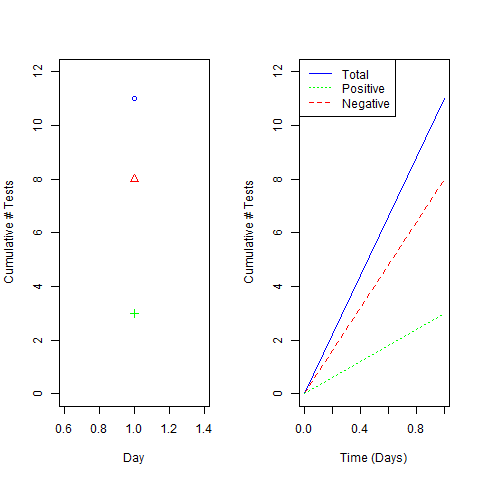 Cumulative # Tests
12
10
8
6
4
2
0
0.6 0.8 1.0 1.2 1.4
Day
Cumulative # Tests
12
10
8
6
4
2
0
Total
Positive
Negative
0.0 0.4 0.8
Time (Days)